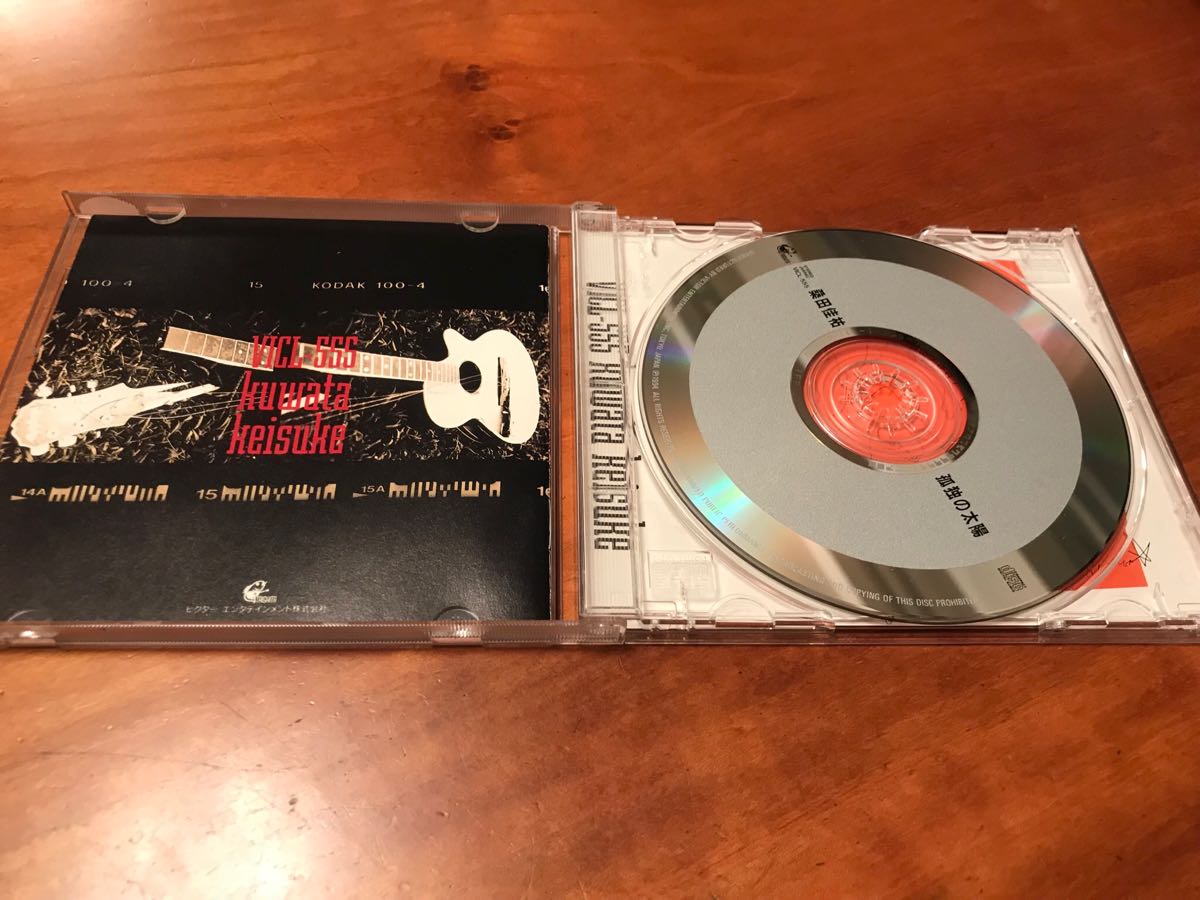 100-4
15
KODAK 100-4
VICL-555
kuwata
keisuke
14A
15
15A
ビクター エンタテインメント株式会社
VICL-555 kuwata keisuke
VICL-555
桑田佳祐
孤独の太陽
COPYING OF THIS DISC PROHIBITED